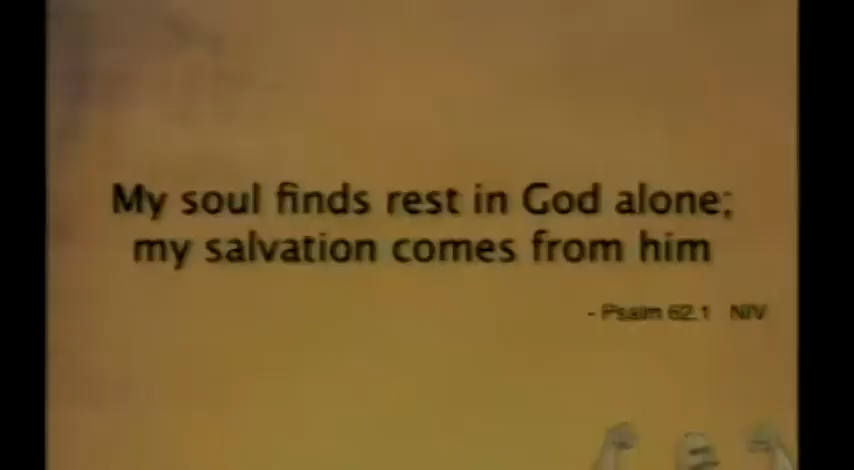 My soul finds rest in God alone;
my salvation comes from him
- Psalm 62.1 NIV